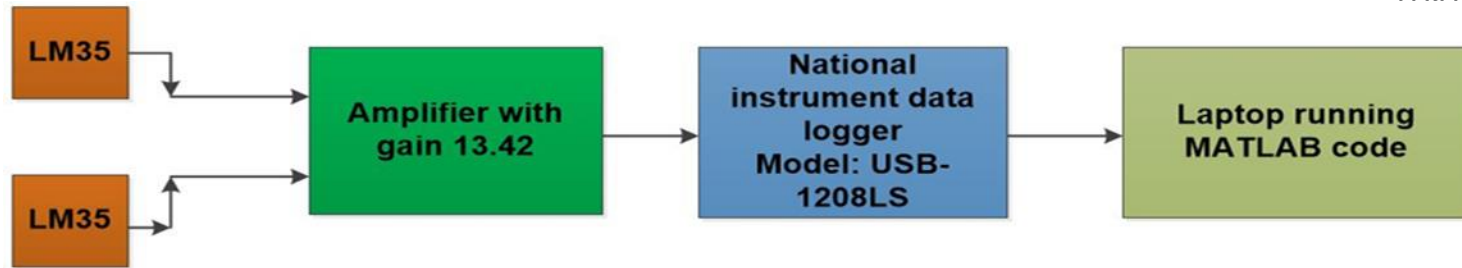 LM35
LM35
Amplifier with
gain 13.42
National
instrument data
logger
Model: USB-
1208LS
Laptop running
MATLAB code